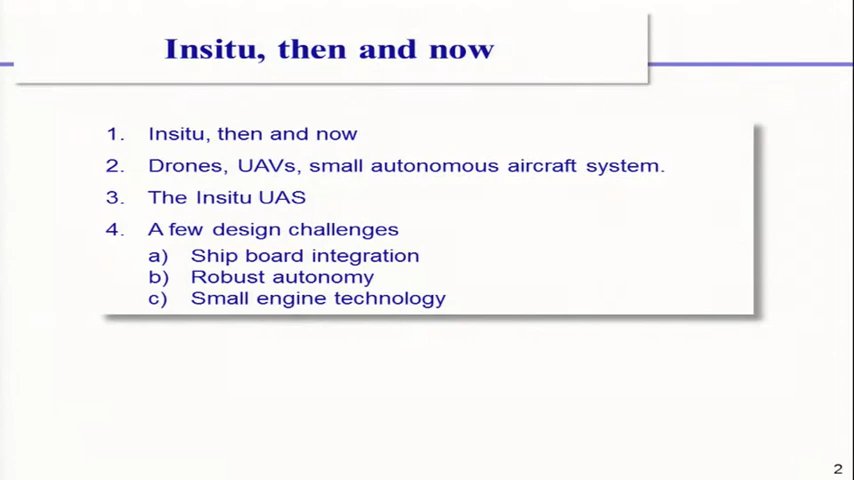 Insitu, then and now
1. Insitu, then and now
2. Drones, UAVs, small autonomous aircraft system.
3. The Insitu UAS
4. A few design challenges
a) Ship board integration
b) Robust autonomy
c) Small engine technology
2